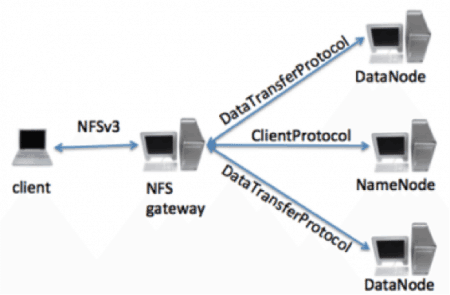 DataTransferProtocol
DataNode
NFSv3
ClientProtocol
client
NFS
gateway
NameNode
DataTransferProtocol
DataNode